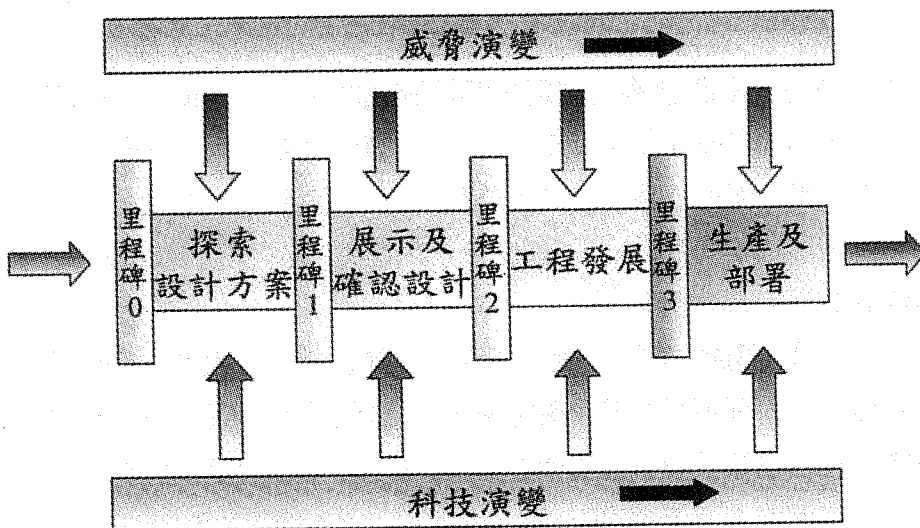 威脅演變
里程碑0
探索
設計方案
里程碑1
展示及
確認設計
里程碑2
工程發展
里程碑3
生產及
部署
科技演變